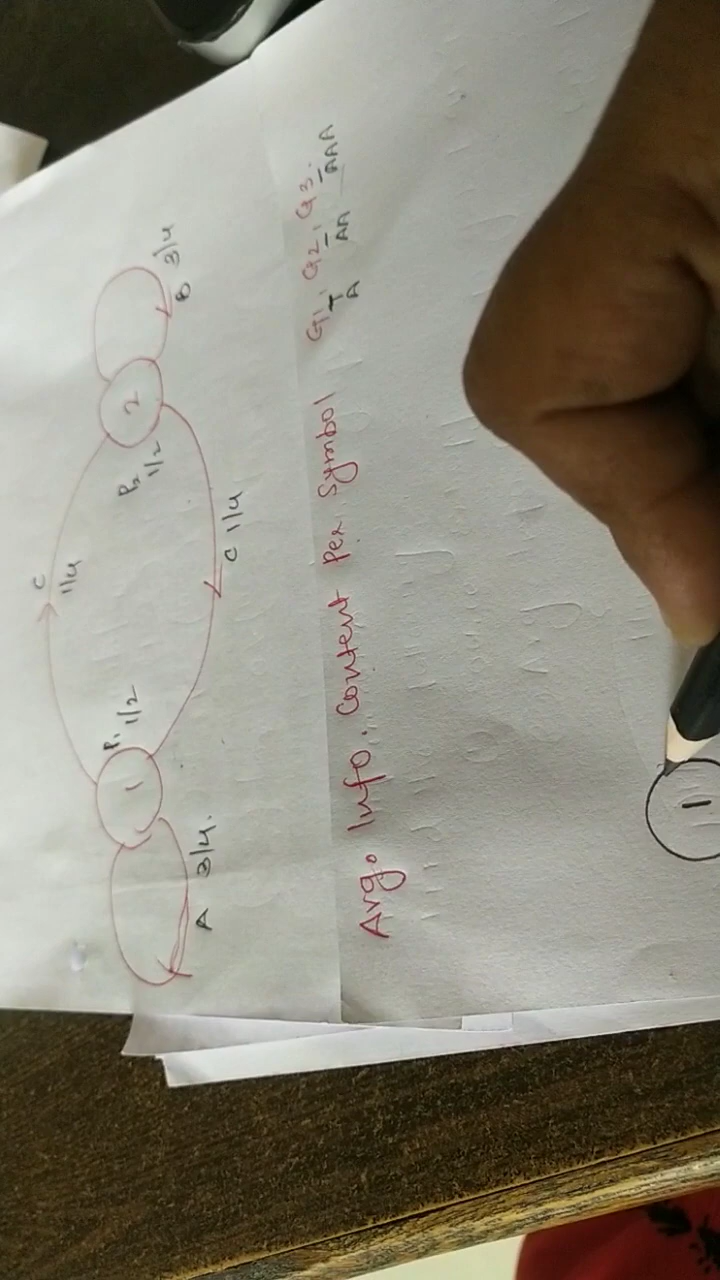 C
1/4
P1 1/2
P2 1/2
1
2
A 3/4.
B 3/4
C 1/4
Avg. Info. Content Per Symbol G1, G2, G3.
A AA AAA
1